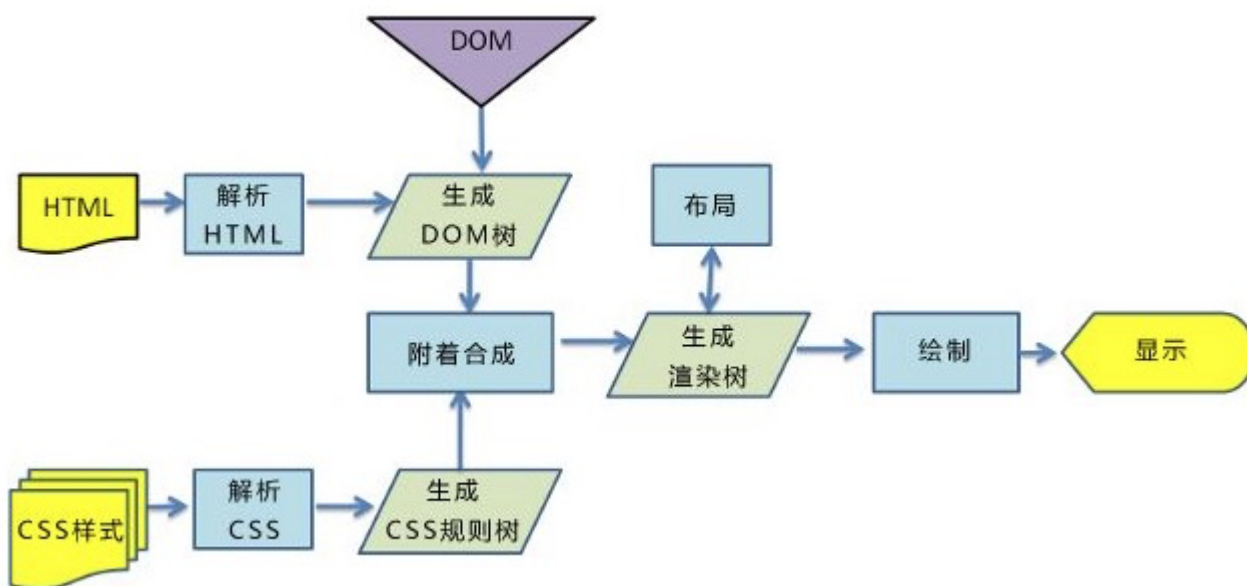 DOM
HTML
解析
HTML
生成
DOM树
布局
附着合成
生成
渲染树
绘制
显示
CSS样式
解析
CSS
生成
CSS规则树